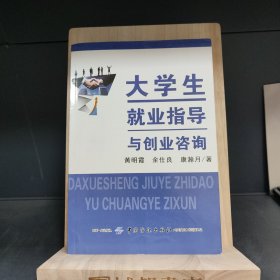 大学生
就业指导
与创业咨询
黄明霞 余仕良 康瀚月/著
DAXUESHENG JIUYE ZHIDAO
YU CHUANGYE ZIXUN